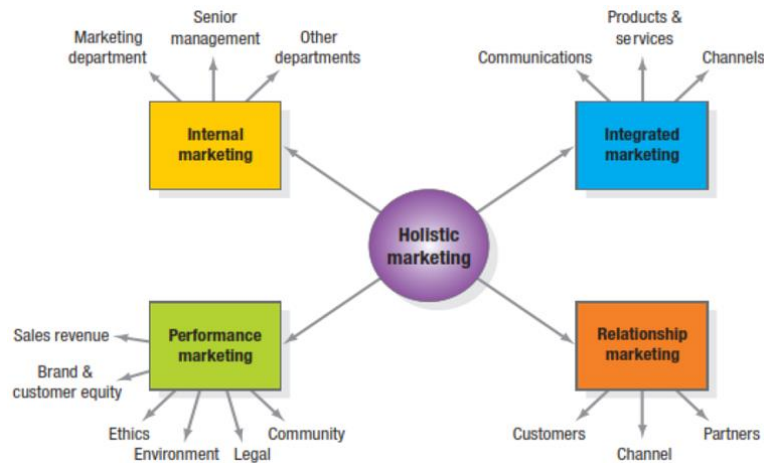 Senior
management
Marketing
department
Other
departments
Internal
marketing
Products &
services
Communications
Channels
Integrated
marketing
Holistic
marketing
Performance
marketing
Sales revenue
Brand &
customer equity
Ethics
Environment
Legal
Community
Relationship
marketing
Customers
Channel
Partners